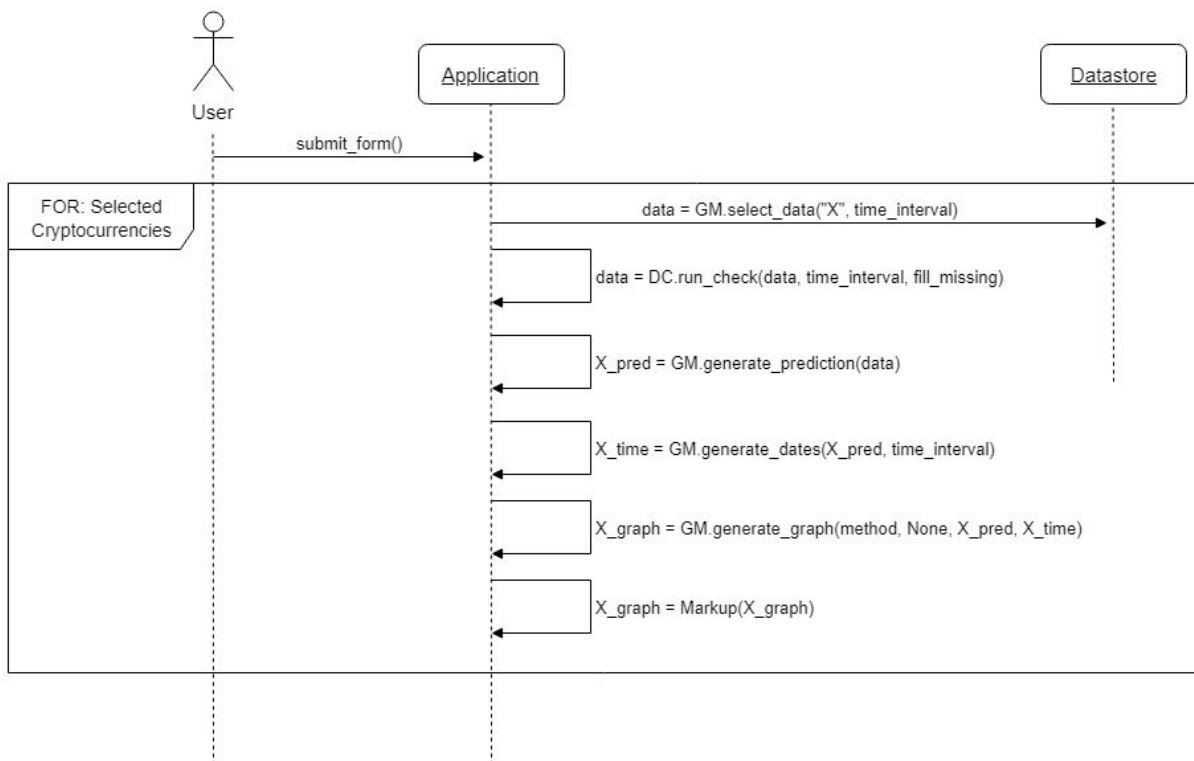 Application
Datastore
User
submit_form()
FOR: Selected
Cryptocurrencies
data = GM.select_data("X", time_interval)
data = DC.run_check(data, time_interval, fill_missing)
X_pred = GM.generate_prediction(data)
X_time = GM.generate_dates(X_pred, time_interval)
X_graph = GM.generate_graph(method, None, X_pred, X_time)
X_graph = Markup(X_graph)